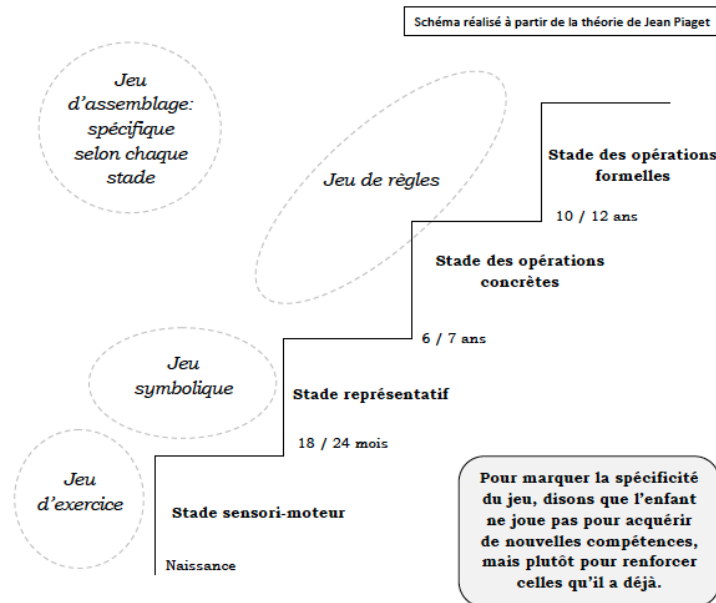 Schéma réalisé à partir de la théorie de Jean Piaget
Jeu
d'assemblage:
spécifique
selon chaque
stade
Jeu de règles
Stade des opérations
formelles
10 / 12 ans
Stade des opérations
concrètes
6 / 7 ans
Jeu
symbolique
Stade représentatif
18 / 24 mois
Jeu
d'exercice
Stade sensori-moteur
Naissance
Pour marquer la spécificité
du jeu, disons que l'enfant
ne joue pas pour acquérir
de nouvelles compétences,
mais plutôt pour renforcer
celles qu'il a déjà.